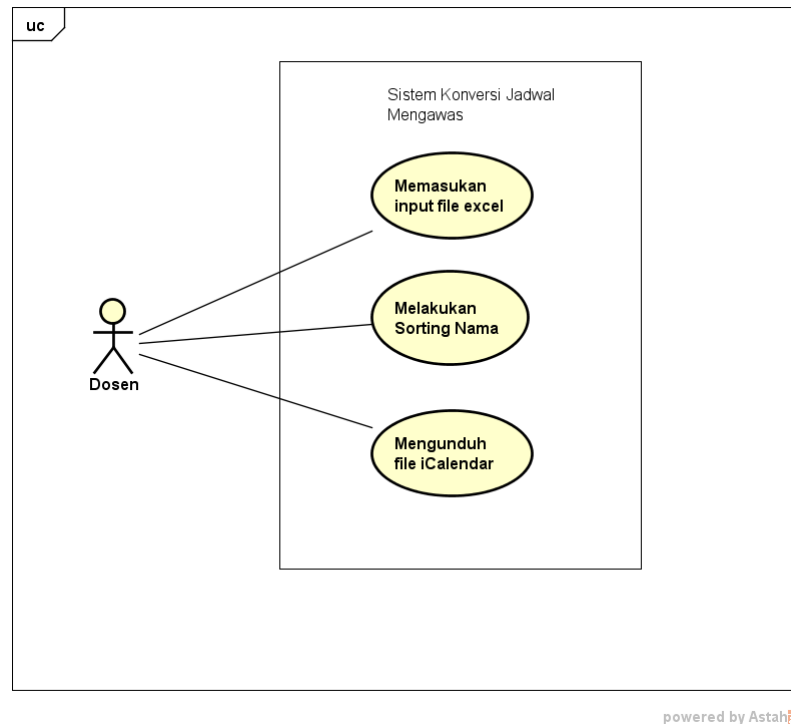 uc
Sistem Konversi Jadwal
Mengawas
Memasukan
input file excel
Melakukan
Sorting Nama
Dosen
Mengunduh
file iCalendar
powered by Astah